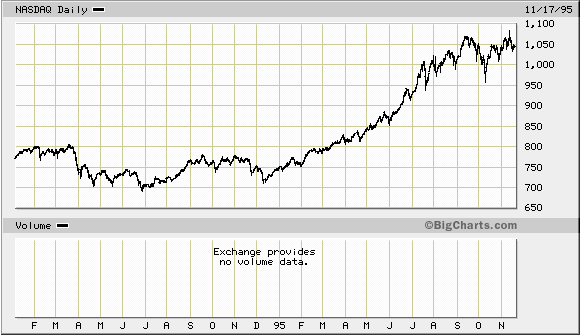 NASDAQ Daily 11/17/95
1,100
1,050
1,000
950
900
850
800
750
700
650
Volume ©BigCharts.com
Exchange provides
no volume data.
F M A M J J A S O N D 95 F M A M J J A S O N